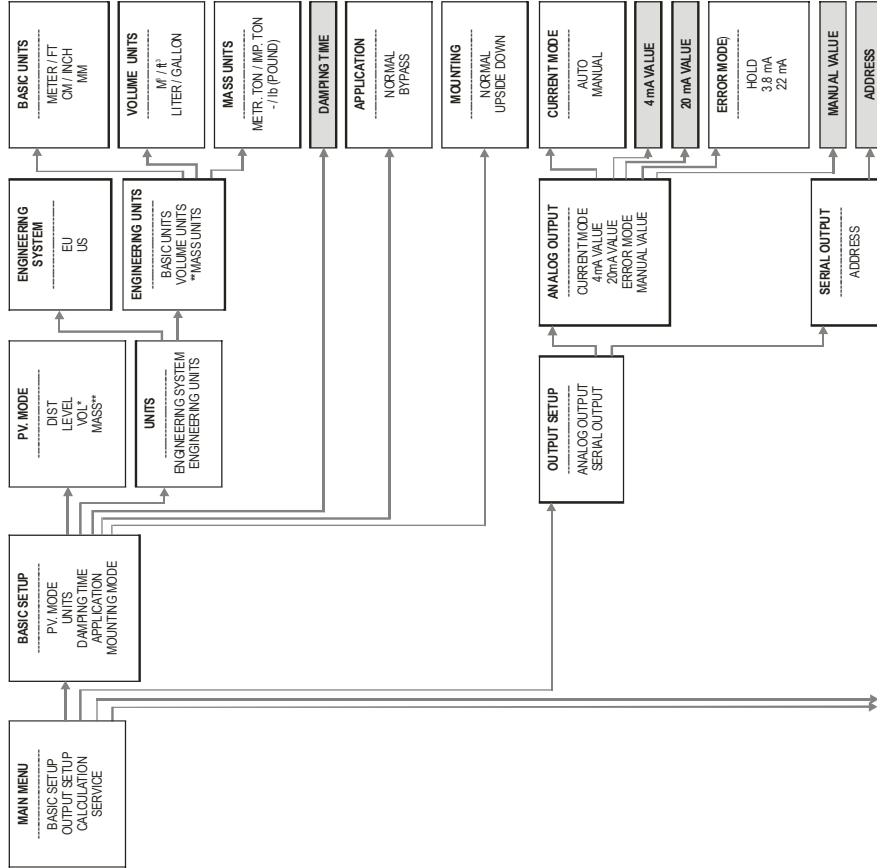 MAIN MENU
BASIC SETUP
OUTPUT SETUP
CALCULATION
SERVICE
BASIC SETUP
PV. MODE
UNITS
DAMPING TIME
APPLICATION
MOUNTING MODE
PV. MODE
DIST
LEVEL
VOL*
MASS**
UNITS
ENGINEERING SYSTEM
ENGINEERING UNITS
ENGINEERING
SYSTEM
EU
US
ENGINEERING UNITS
BASIC UNITS
VOLUME UNITS
**MASS UNITS
BASIC UNITS
METER / FT
CM / INCH
MM
VOLUME UNITS
M³ / ft³
LITER / GALLON
MASS UNITS
METR. TON / IMP. TON
- / lb (POUND)
DAMPING TIME
APPLICATION
NORMAL
BYPASS
MOUNTING
NORMAL
UPSIDE DOWN
OUTPUT SETUP
ANALOG OUTPUT
SERIAL OUTPUT
ANALOG OUTPUT
CURRENT MODE
4mA VALUE
20mA VALUE
ERROR MODE
MANUAL VALUE
CURRENT MODE
AUTO
MANUAL
4 mA VALUE
20 mA VALUE
ERROR MODE)
HOLD
3.8 mA
22 mA
MANUAL VALUE
SERIAL OUTPUT
ADDRESS
ADDRESS